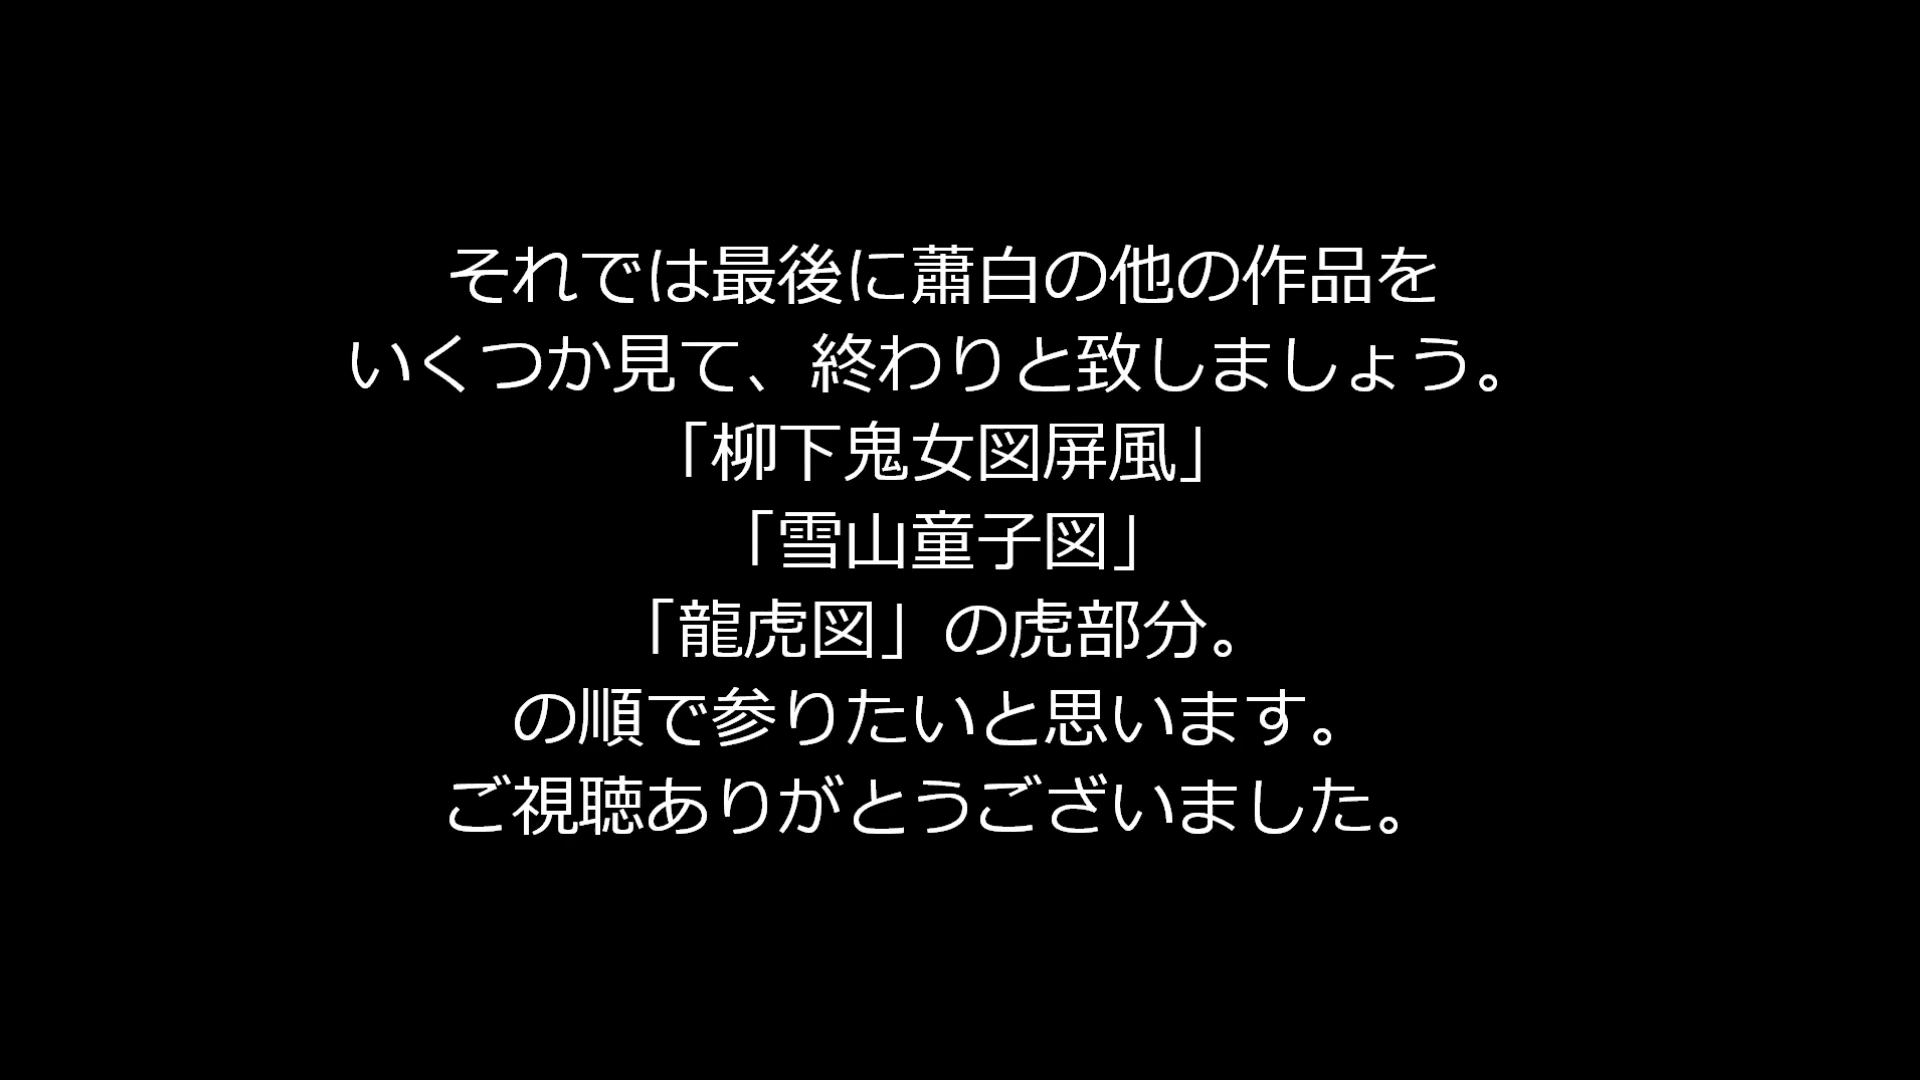 それでは最後に蕭白の他の作品を
いくつか見て、終わりと致しましょう。
「柳下鬼女図屏風」
「雪山童子図」
「龍虎図」の虎部分。
の順で参りたいと思います。
ご視聴ありがとうございました。